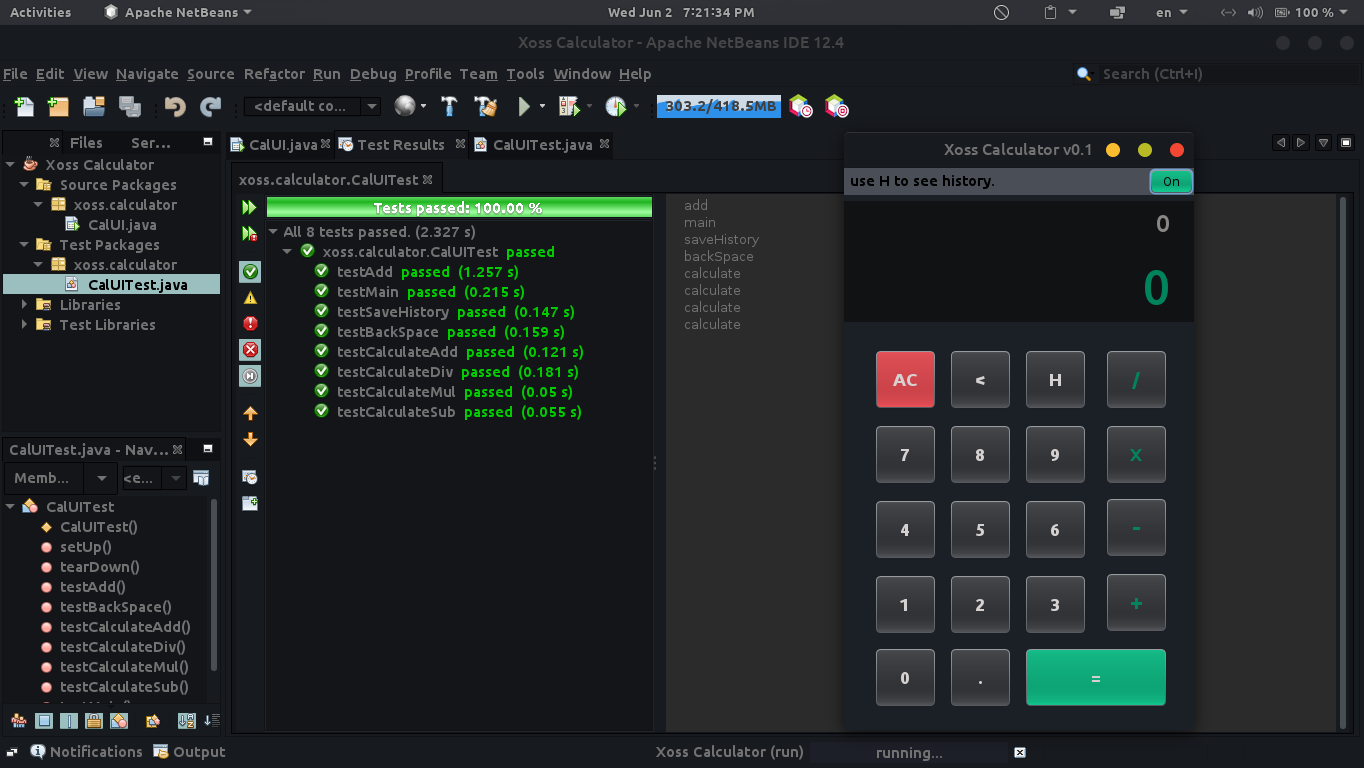 Activities Apache NetBeans Wed Jun 2 7:21:34 PM en 100 %
Xoss Calculator - Apache NetBeans IDE 12.4
File Edit View Navigate Source Refactor Run Debug Profile Team Tools Window Help Search (Ctrl+I)
<default co... 303.2/418.5MB
Files Ser...
Xoss Calculator
Source Packages
xoss.calculator
CalUI.java
Test Packages
xoss.calculator
CalUITest.java
Libraries
Test Libraries
CalUITest.java - Nav...
Memb... <e...
CalUITest
CalUITest()
setUp()
tearDown()
testAdd()
testBackSpace()
testCalculateAdd()
testCalculateDiv()
testCalculateMul()
testCalculateSub()
CalUI.java Test Results CalUITest.java
xoss.calculator.CalUITest
Tests passed: 100.00 %
All 8 tests passed. (2.327 s)
xoss.calculator.CalUITest passed
testAdd passed (1.257 s)
testMain passed (0.215 s)
testSaveHistory passed (0.147 s)
testBackSpace passed (0.159 s)
testCalculateAdd passed (0.121 s)
testCalculateDiv passed (0.181 s)
testCalculateMul passed (0.05 s)
testCalculateSub passed (0.055 s)
add
main
saveHistory
backSpace
calculate
calculate
calculate
calculate
Xoss Calculator v0.1
use H to see history. On
0
0
AC < H /
7 8 9 x
4 5 6 -
1 2 3 +
0 . =
Notifications Output Xoss Calculator (run) running...